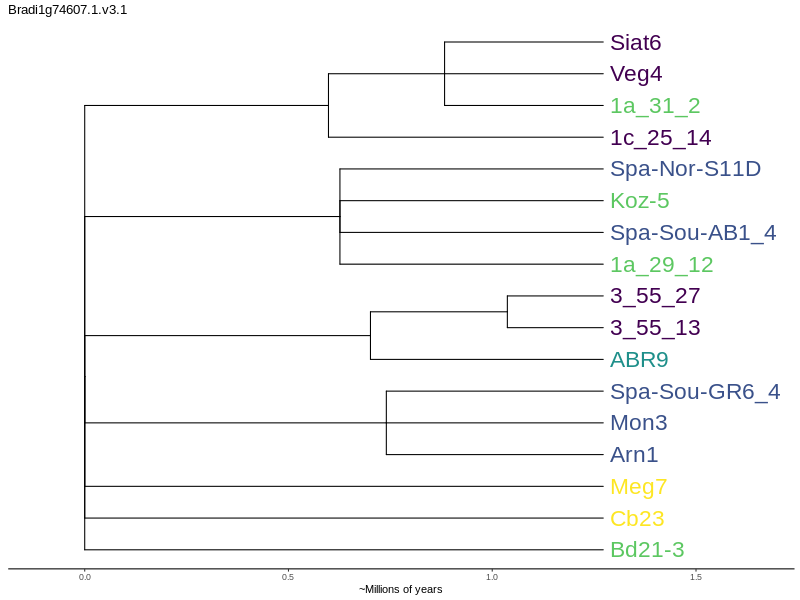 Bradi1g74607.1.v3.1
Siat6
Veg4
1a_31_2
1c_25_14
Spa-Nor-S11D
Koz-5
Spa-Sou-AB1_4
1a_29_12
3_55_27
3_55_13
ABR9
Spa-Sou-GR6_4
Mon3
Arn1
Meg7
Cb23
Bd21-3
0.0 0.5 1.0 1.5
~Millions of years